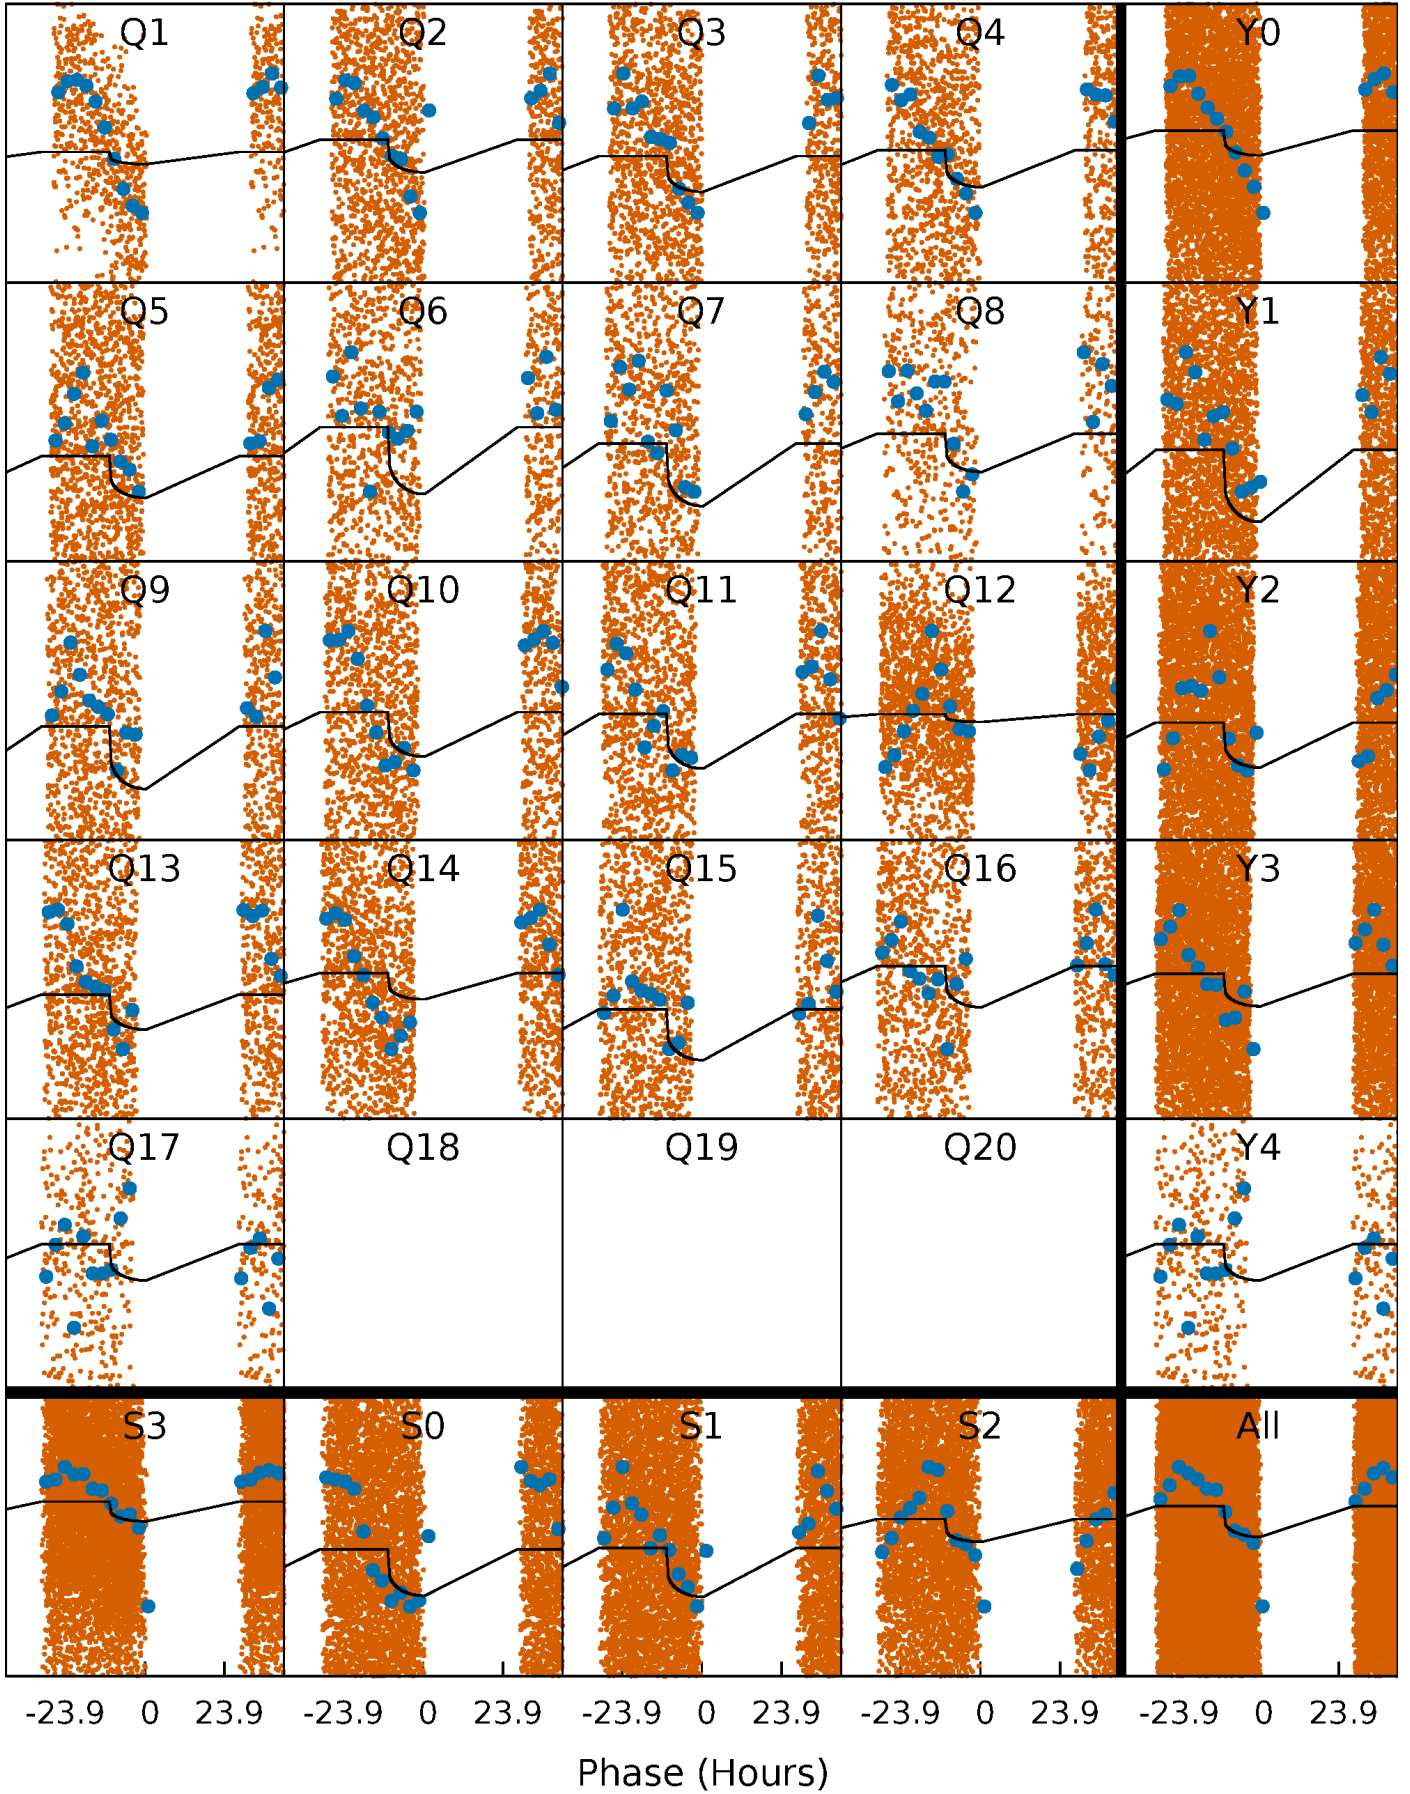 Q1 Q2 Q3 Q4 Y0
Q5 Q6 Q7 Q8 Y1
Q9 Q10 Q11 Q12 Y2
Q13 Q14 Q15 Q16 Y3
Q17 Q18 Q19 Q20 Y4
S3 S0 S1 S2 All
-23.9 0 23.9 -23.9 0 23.9 -23.9 0 23.9 -23.9 0 23.9 -23.9 0 23.9
Phase (Hours)